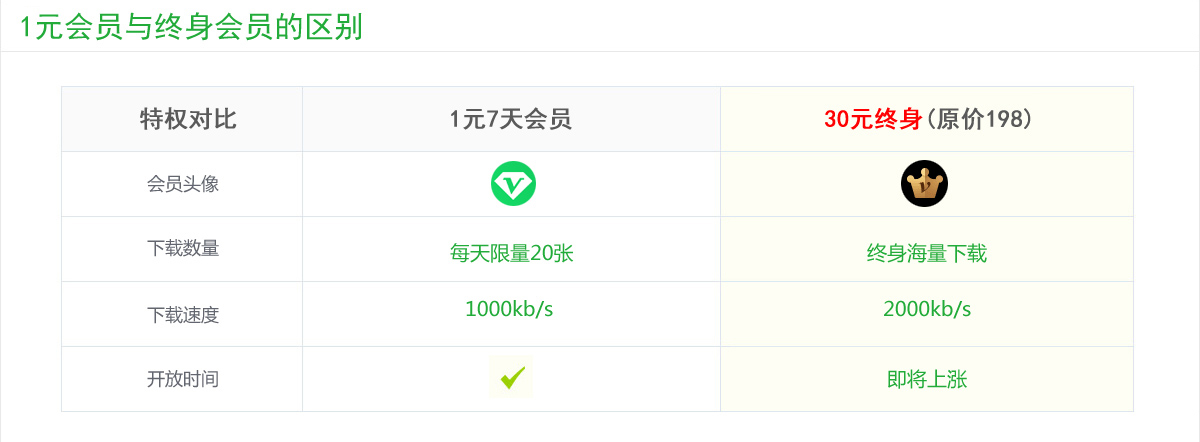 1元会员与终身会员的区别
特权对比 1元7天会员 30元终身(原价198)
会员头像
下载数量 每天限量20张 终身海量下载
下载速度 1000kb/s 2000kb/s
开放时间 即将上涨